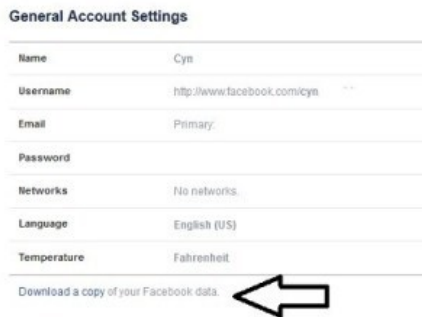 General Account Settings
Name Cyn
Username http://www.facebook.com/cyn
Email Primary:
Password
Networks No networks.
Language English (US)
Temperature Fahrenheit
Download a copy of your Facebook data.